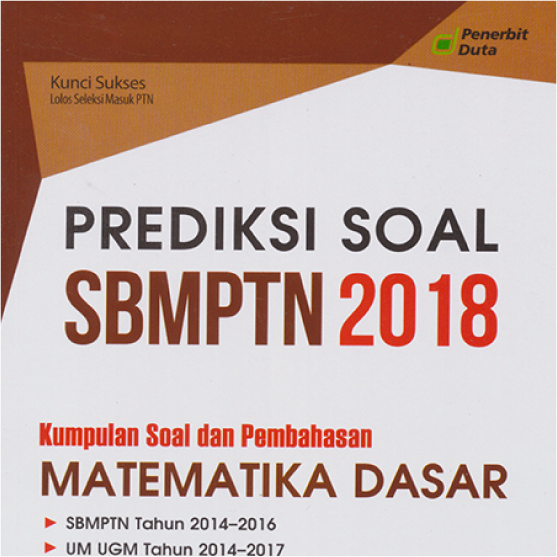 Penerbit
Duta
Kunci Sukses
Lolos Seleksi Masuk PTN
PREDIKSI SOAL
SBMPTN 2018
Kumpulan Soal dan Pembahasan
MATEMATIKA DASAR
SBMPTN Tahun 2014–2016
UM UGM Tahun 2014–2017